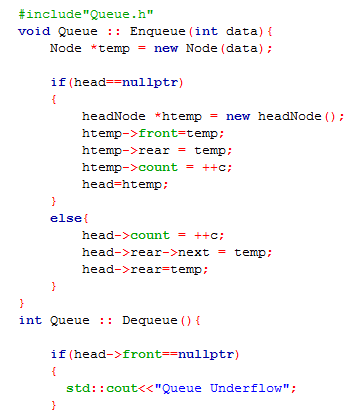 #include"Queue.h"
void Queue :: Enqueue(int data){
    Node *temp = new Node(data);

    if(head==nullptr)
    {
        headNode *htemp = new headNode();
        htemp->front=temp;
        htemp->rear = temp;
        htemp->count = ++c;
        head=htemp;
    }
    else{
        head->count = ++c;
        head->rear->next = temp;
        head->rear=temp;
    }
}
int Queue :: Dequeue(){

    if(head->front==nullptr)
    {
      std::cout<<"Queue Underflow";
    }